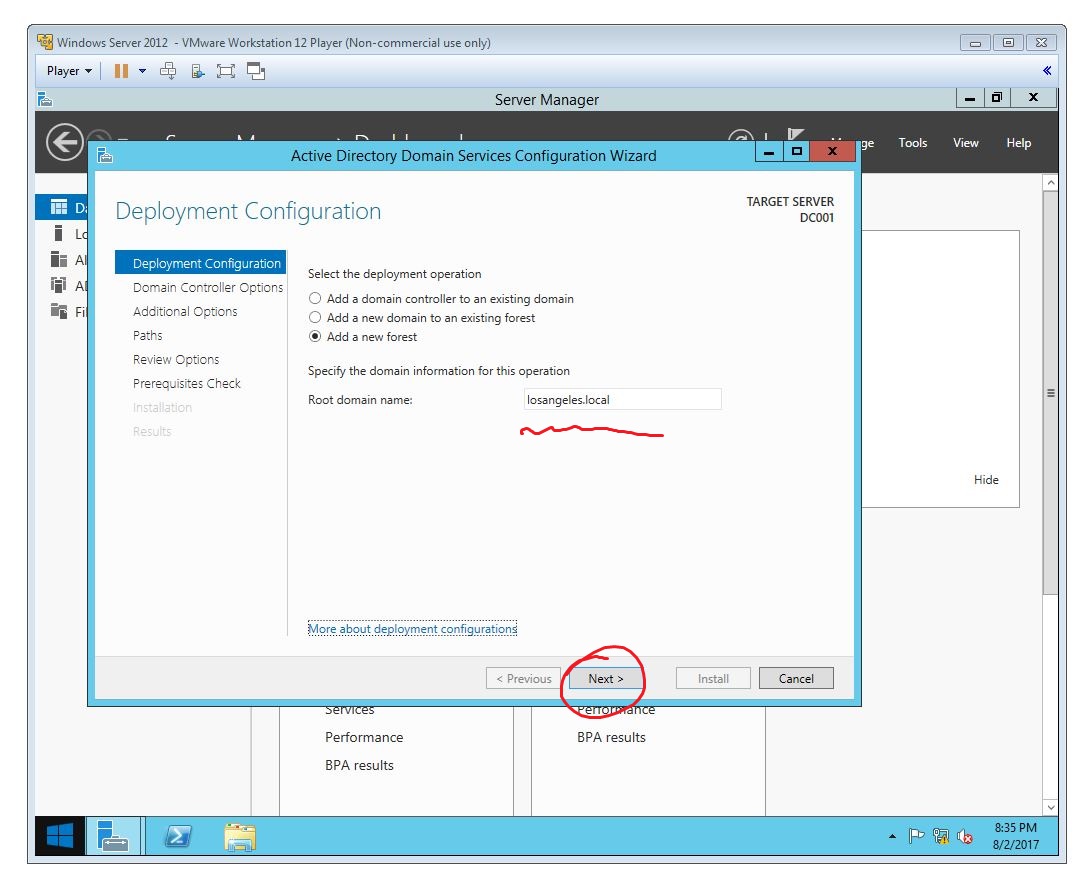 Windows Server 2012 - VMware Workstation 12 Player (Non-commercial use only)
Player
Server Manager
Tools View Help
Active Directory Domain Services Configuration Wizard
Deployment Configuration
TARGET SERVER
DC001
Deployment Configuration
Domain Controller Options
Additional Options
Paths
Review Options
Prerequisites Check
Installation
Results
Select the deployment operation
Add a domain controller to an existing domain
Add a new domain to an existing forest
Add a new forest
Specify the domain information for this operation
Root domain name: losangeles.local
Hide
More about deployment configurations
< Previous Next > Install Cancel
Services
Performance
BPA results
Performance
BPA results
8:35 PM
8/2/2017